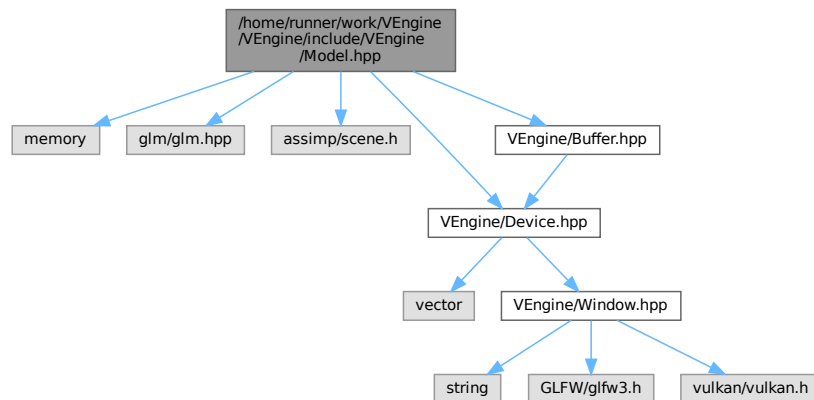 /home/runner/work/VEngine
/VEngine/include/VEngine
/Model.hpp
memory
glm/glm.hpp
assimp/scene.h
VEngine/Buffer.hpp
VEngine/Device.hpp
vector
VEngine/Window.hpp
string
GLFW/glfw3.h
vulkan/vulkan.h